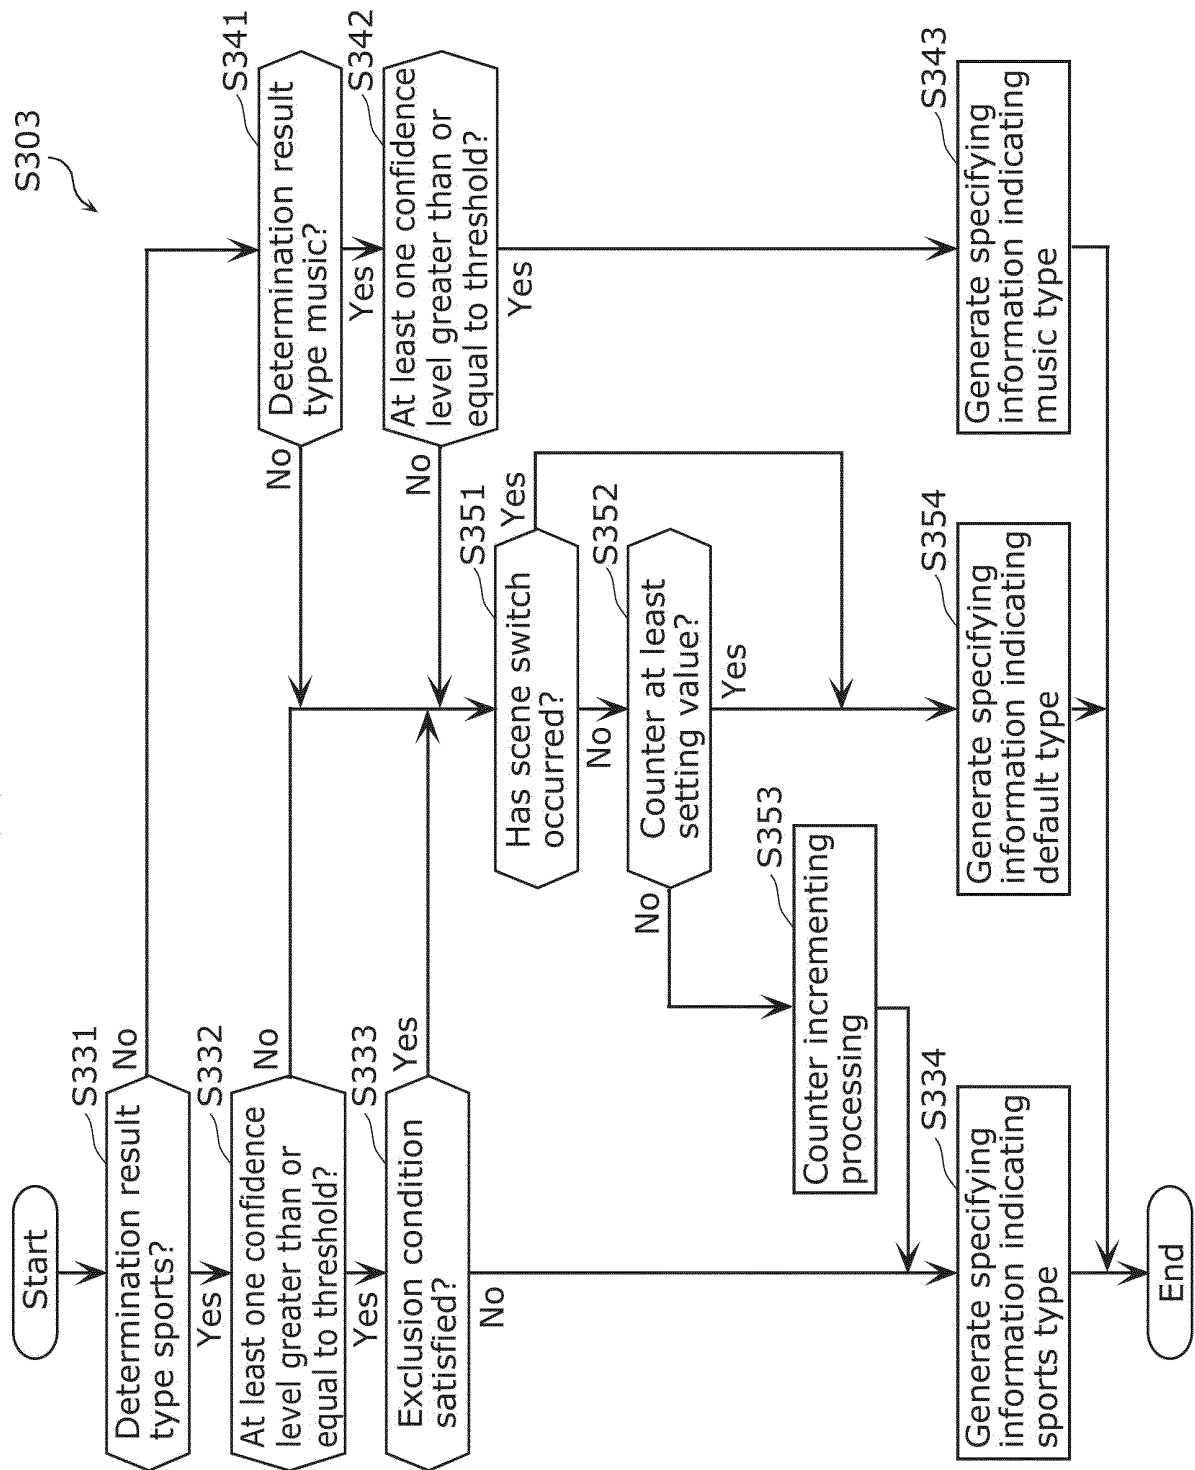 S303
Start
S331
Determination result
type sports?
No
Yes
S332
At least one confidence
level greater than or
equal to threshold?
No
Yes
S333
Exclusion condition
satisfied?
Yes
No
S341
Determination result
type music?
No
Yes
S342
At least one confidence
level greater than or
equal to threshold?
No
Yes
S351
Has scene switch
occurred?
Yes
No
S352
Counter at least
setting value?
No
Yes
S353
Counter incrementing
processing
S334
Generate specifying
information indicating
sports type
S354
Generate specifying
information indicating
default type
S343
Generate specifying
information indicating
music type
End